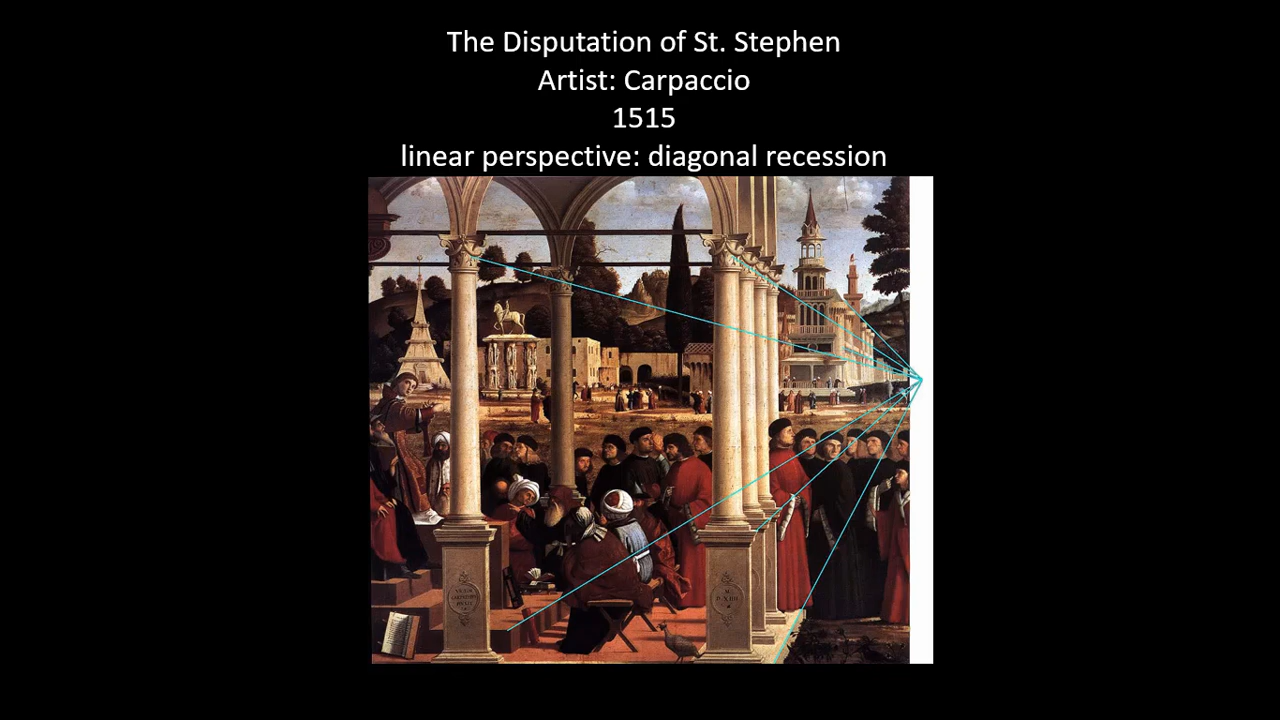 The Disputation of St. Stephen
Artist: Carpaccio
1515
linear perspective: diagonal recession